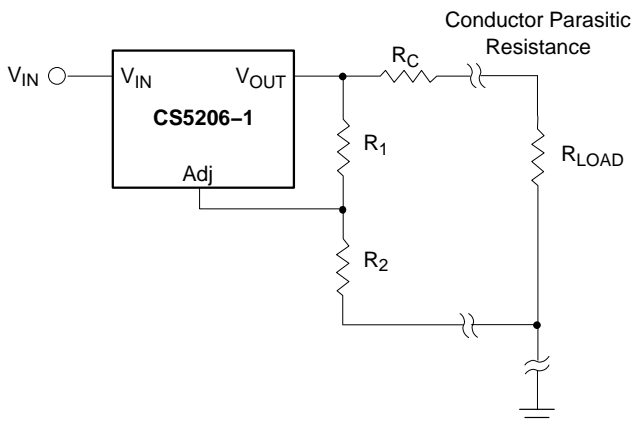 Conductor Parasitic
Resistance
V_IN
V_IN
V_OUT
R_C
CS5206–1
R_1
R_LOAD
Adj
R_2